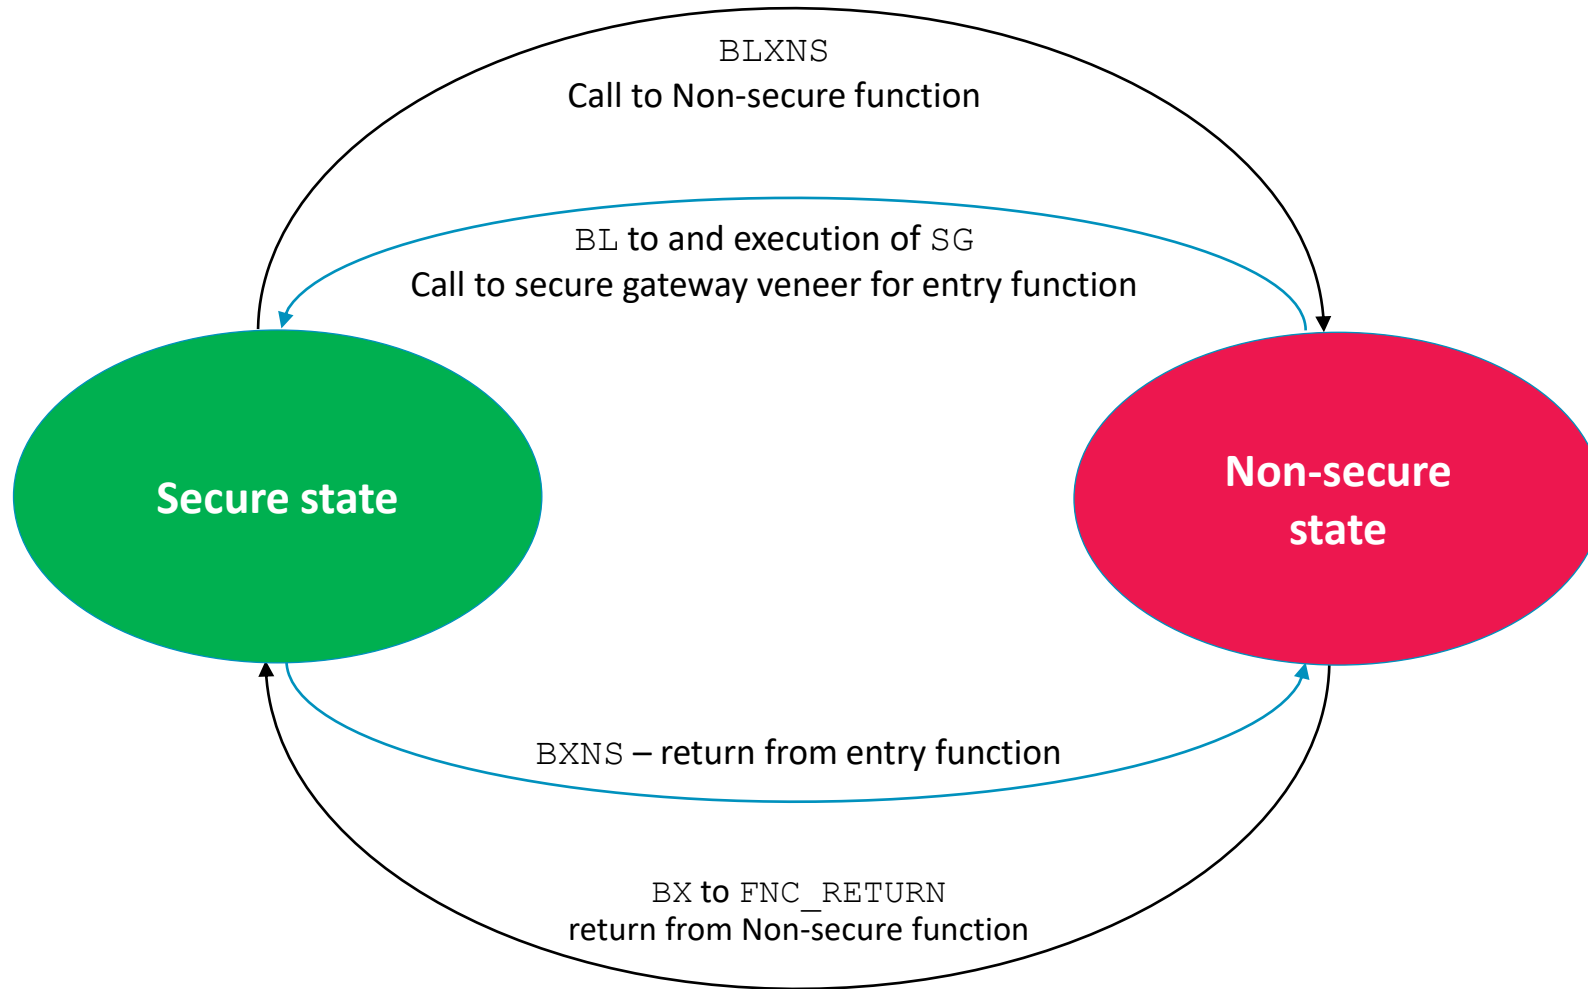 BLXNS
Call to Non-secure function
BL to and execution of SG
Call to secure gateway veneer for entry function
Secure state
Non-secure
state
BXNS – return from entry function
BX to FNC_RETURN
return from Non-secure function